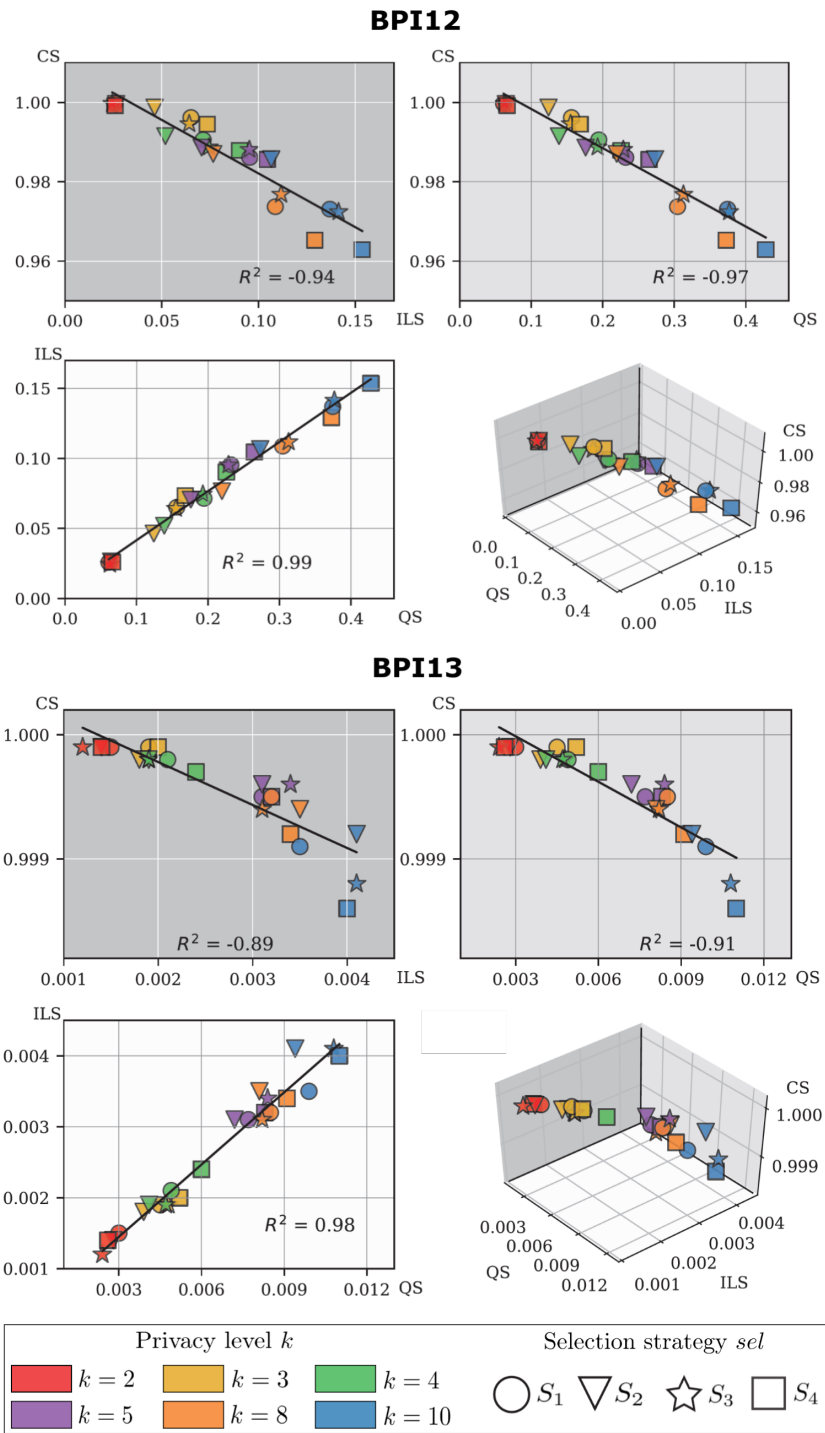 BPI12
CS
CS
1.00
1.00
0.98
0.98
0.96
0.96
R² = -0.94
R² = -0.97
0.00 0.05 0.10 0.15 ILS
0.0 0.1 0.2 0.3 0.4 QS
ILS
0.15
0.10
0.05
0.00
R² = 0.99
0.0 0.1 0.2 0.3 0.4 QS
CS
1.00
0.98
0.96
0.0
0.1
0.2
0.3
0.4
QS
0.15
0.10
0.05
0.00
ILS
BPI13
CS
CS
1.000
1.000
0.999
0.999
R² = -0.89
R² = -0.91
0.001 0.002 0.003 0.004 ILS
0.003 0.006 0.009 0.012 QS
ILS
0.004
0.003
0.002
0.001
R² = 0.98
0.003 0.006 0.009 0.012 QS
CS
1.000
0.999
0.003
0.006
0.009
0.012
QS
0.004
0.003
0.002
0.001
ILS
Privacy level k
k = 2 k = 3 k = 4
k = 5 k = 8 k = 10
Selection strategy sel
S₁ S₂ S₃ S₄